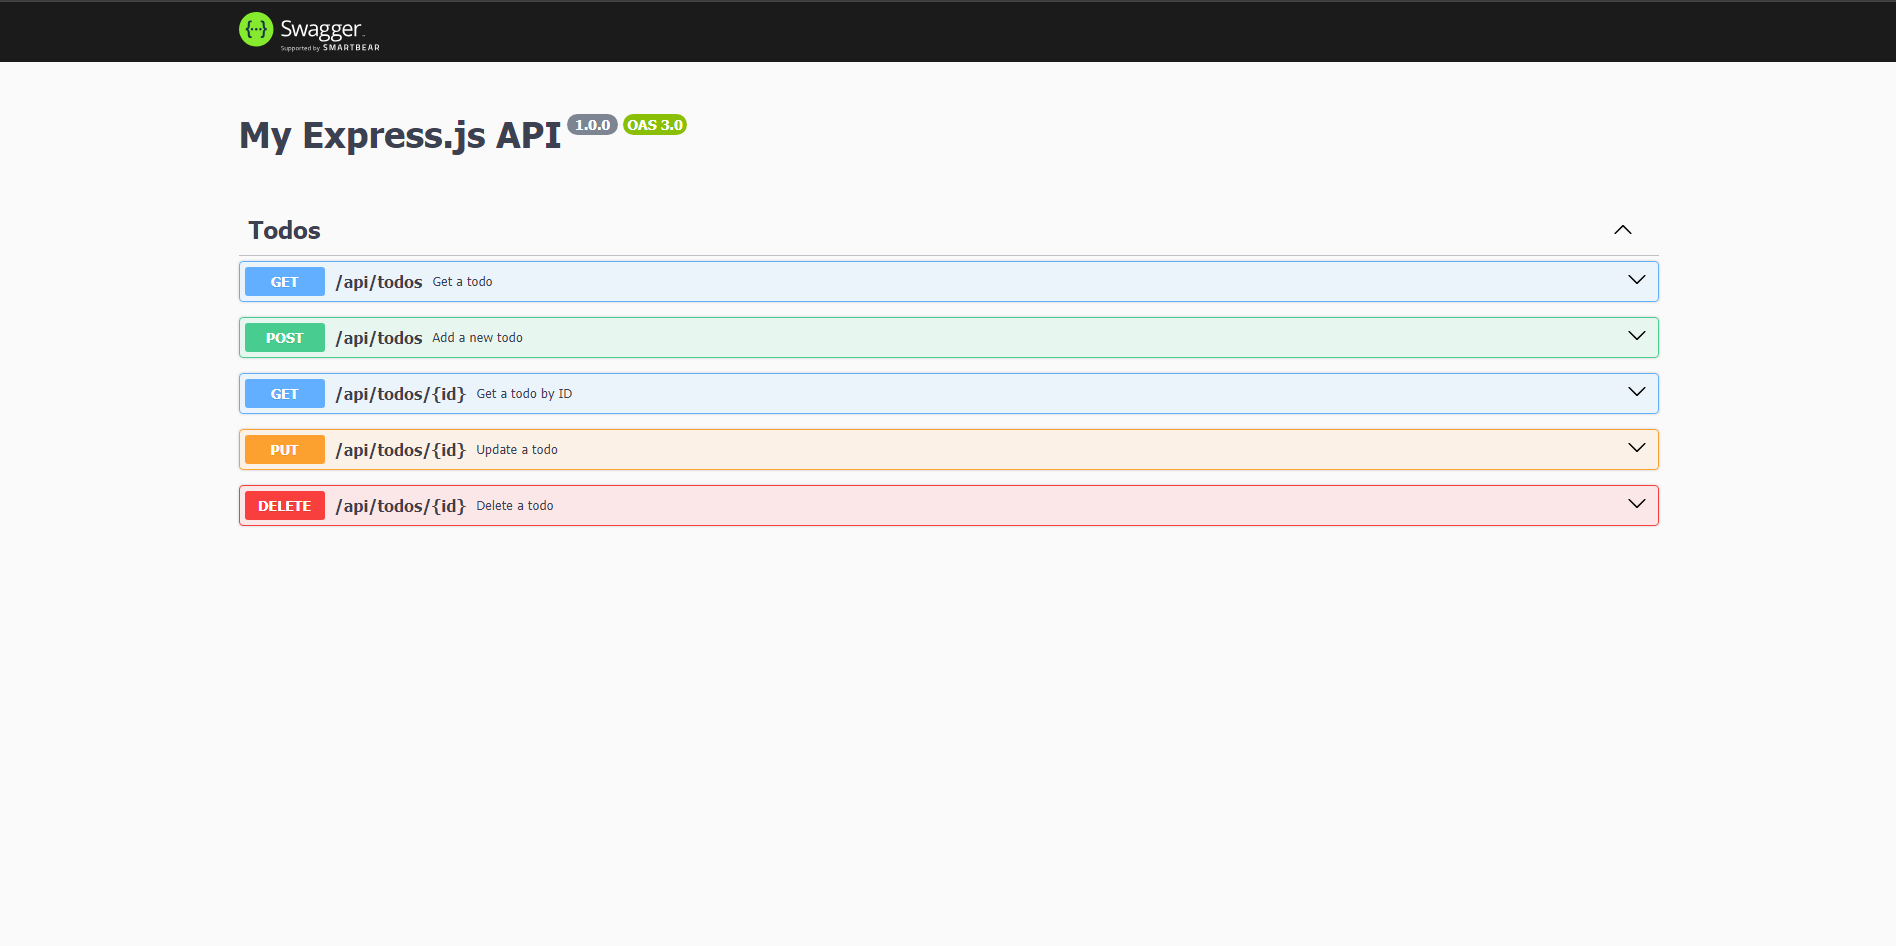 Swagger
Supported by SMARTBEAR
My Express.js API 1.0.0 OAS 3.0
Todos
GET /api/todos Get a todo
POST /api/todos Add a new todo
GET /api/todos/{id} Get a todo by ID
PUT /api/todos/{id} Update a todo
DELETE /api/todos/{id} Delete a todo